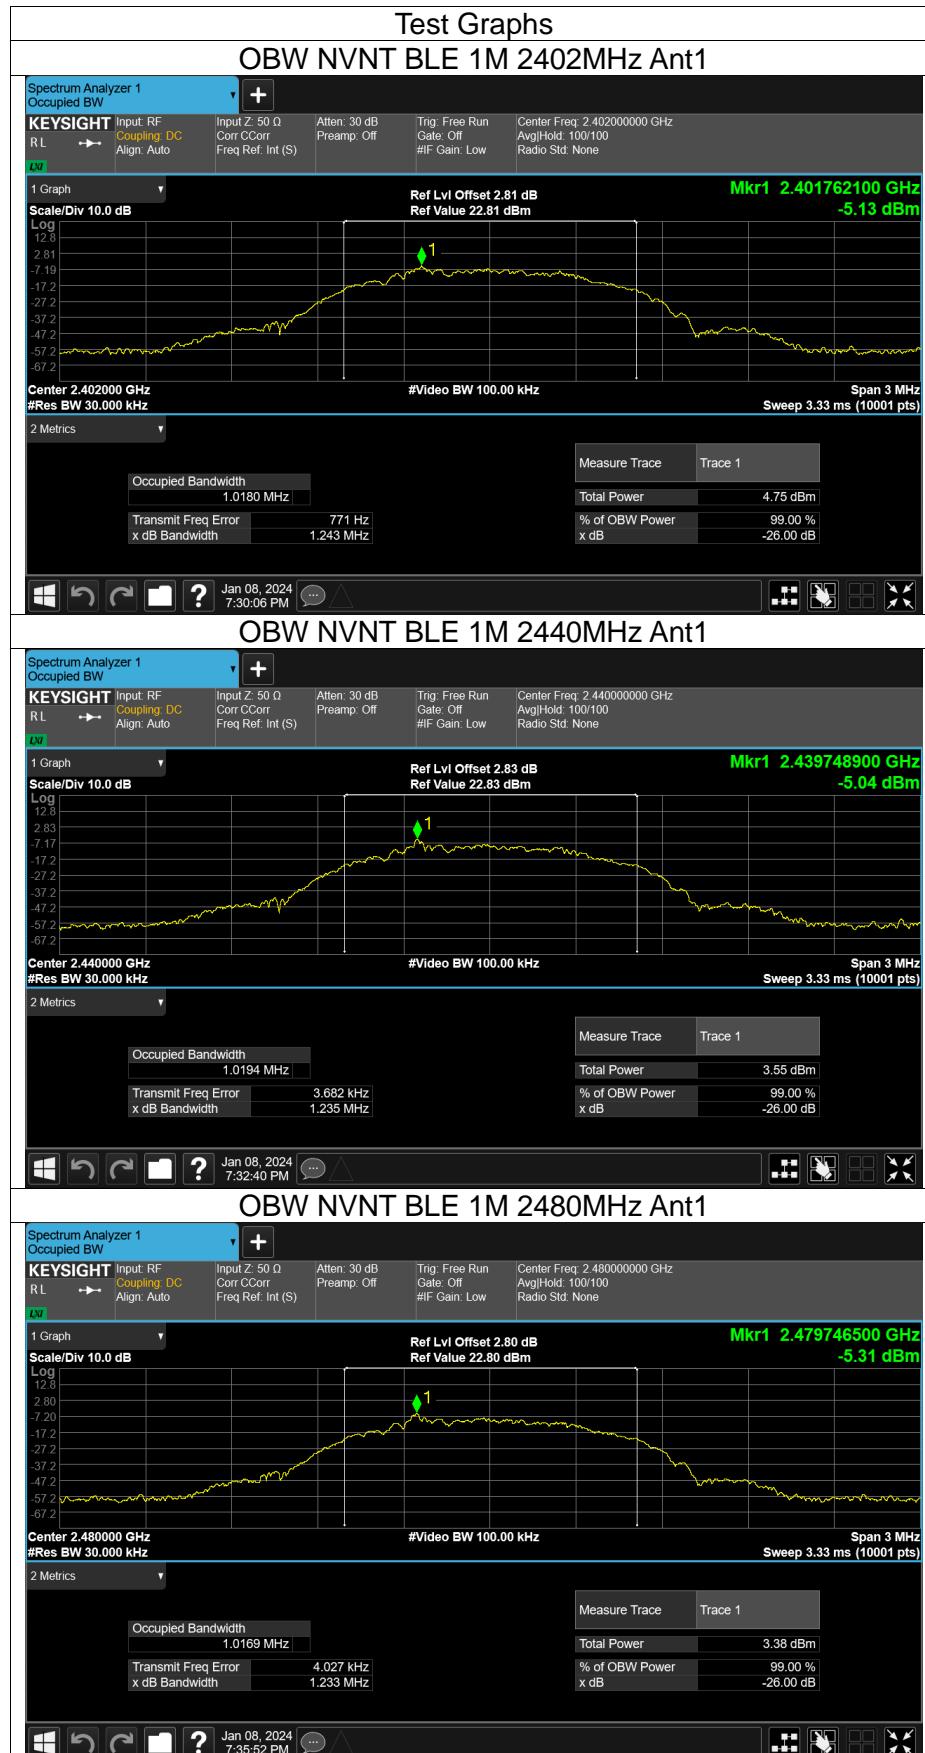 Test Graphs
OBW NVNT BLE 1M 2402MHz Ant1
Spectrum Analyzer 1
Occupied BW
+
KEYSIGHT Input: RF Input Z: 50 Ω Atten: 30 dB Trig: Free Run Center Freq: 2.402000000 GHz
RL Coupling: DC Corr CCorr Preamp: Off Gate: Off Avg|Hold: 100/100
Align: Auto Freq Ref: Int (S) #IF Gain: Low Radio Std: None
LXI
1 Graph Ref Lvl Offset 2.81 dB Mkr1 2.401762100 GHz
Scale/Div 10.0 dB Ref Value 22.81 dBm -5.13 dBm
Log
12.8
1
2.81
-7.19
-17.2
-27.2
-37.2
-47.2
-57.2
-67.2
Center 2.402000 GHz #Video BW 100.00 kHz Span 3 MHz
#Res BW 30.000 kHz Sweep 3.33 ms (10001 pts)
2 Metrics
Measure Trace Trace 1
Occupied Bandwidth
1.0180 MHz Total Power 4.75 dBm
Transmit Freq Error 771 Hz % of OBW Power 99.00 %
x dB Bandwidth 1.243 MHz x dB -26.00 dB
? Jan 08, 2024
7:30:06 PM
OBW NVNT BLE 1M 2440MHz Ant1
Spectrum Analyzer 1
Occupied BW
+
KEYSIGHT Input: RF Input Z: 50 Ω Atten: 30 dB Trig: Free Run Center Freq: 2.440000000 GHz
RL Coupling: DC Corr CCorr Preamp: Off Gate: Off Avg|Hold: 100/100
Align: Auto Freq Ref: Int (S) #IF Gain: Low Radio Std: None
LXI
1 Graph Ref Lvl Offset 2.83 dB Mkr1 2.439748900 GHz
Scale/Div 10.0 dB Ref Value 22.83 dBm -5.04 dBm
Log
12.8
1
2.83
-7.17
-17.2
-27.2
-37.2
-47.2
-57.2
-67.2
Center 2.440000 GHz #Video BW 100.00 kHz Span 3 MHz
#Res BW 30.000 kHz Sweep 3.33 ms (10001 pts)
2 Metrics
Measure Trace Trace 1
Occupied Bandwidth
1.0194 MHz Total Power 3.55 dBm
Transmit Freq Error 3.682 kHz % of OBW Power 99.00 %
x dB Bandwidth 1.235 MHz x dB -26.00 dB
? Jan 08, 2024
7:32:40 PM
OBW NVNT BLE 1M 2480MHz Ant1
Spectrum Analyzer 1
Occupied BW
+
KEYSIGHT Input: RF Input Z: 50 Ω Atten: 30 dB Trig: Free Run Center Freq: 2.480000000 GHz
RL Coupling: DC Corr CCorr Preamp: Off Gate: Off Avg|Hold: 100/100
Align: Auto Freq Ref: Int (S) #IF Gain: Low Radio Std: None
LXI
1 Graph Ref Lvl Offset 2.80 dB Mkr1 2.479746500 GHz
Scale/Div 10.0 dB Ref Value 22.80 dBm -5.31 dBm
Log
12.8
1
2.80
-7.20
-17.2
-27.2
-37.2
-47.2
-57.2
-67.2
Center 2.480000 GHz #Video BW 100.00 kHz Span 3 MHz
#Res BW 30.000 kHz Sweep 3.33 ms (10001 pts)
2 Metrics
Measure Trace Trace 1
Occupied Bandwidth
1.0169 MHz Total Power 3.38 dBm
Transmit Freq Error 4.027 kHz % of OBW Power 99.00 %
x dB Bandwidth 1.233 MHz x dB -26.00 dB
? Jan 08, 2024
7:35:52 PM